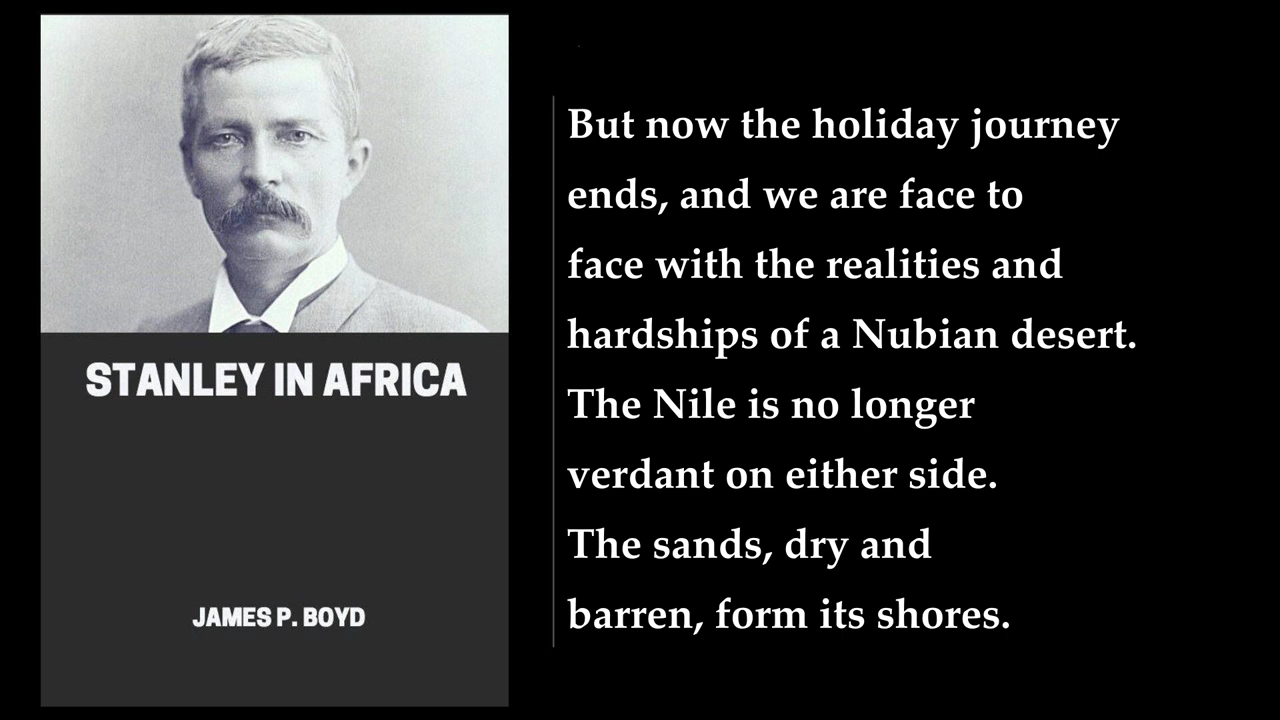 STANLEY IN AFRICA
JAMES P. BOYD
But now the holiday journey
ends, and we are face to
face with the realities and
hardships of a Nubian desert.
The Nile is no longer
verdant on either side.
The sands, dry and
barren, form its shores.